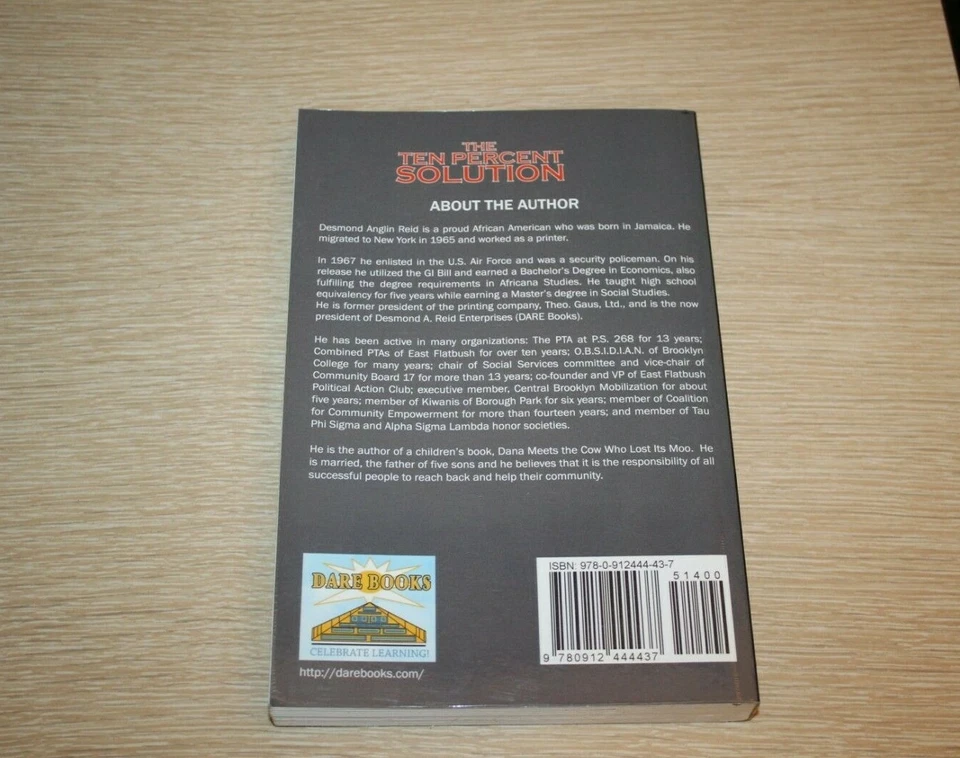 THE
TEN PERCENT
SOLUTION
ABOUT THE AUTHOR
Desmond Anglin Reid is a proud African American who was born in Jamaica. He
migrated to New York in 1965 and worked as a printer.
In 1967 he enlisted in the U.S. Air Force and was a security policeman. On his
release he utilized the GI Bill and earned a Bachelor's Degree in Economics, also
fulfilling the degree requirements in Africana Studies. He taught high school
equivalency for five years while earning a Master's degree in Social Studies.
He is former president of the printing company, Theo. Gaus, Ltd., and is the now
president of Desmond A. Reid Enterprises (DARE Books).
He has been active in many organizations: The PTA at P.S. 268 for 13 years;
Combined PTAs of East Flatbush for over ten years; O.B.S.I.D.I.A.N. of Brooklyn
College for many years; chair of Social Services committee and vice-chair of
Community Board 17 for more than 13 years; co-founder and VP of East Flatbush
Political Action Club; executive member, Central Brooklyn Mobilization for about
five years; member of Kiwanis of Borough Park for six years; member of Coalition
for Community Empowerment for more than fourteen years; and member of Tau
Phi Sigma and Alpha Sigma Lambda honor societies.
He is the author of a children's book, Dana Meets the Cow Who Lost Its Moo. He
is married, the father of five sons and he believes that it is the responsibility of all
successful people to reach back and help their community.
DARE BOOKS
CELEBRATE LEARNING!
http://darebooks.com/
ISBN: 978-0-912444-43-7
51400
9 780912 444437